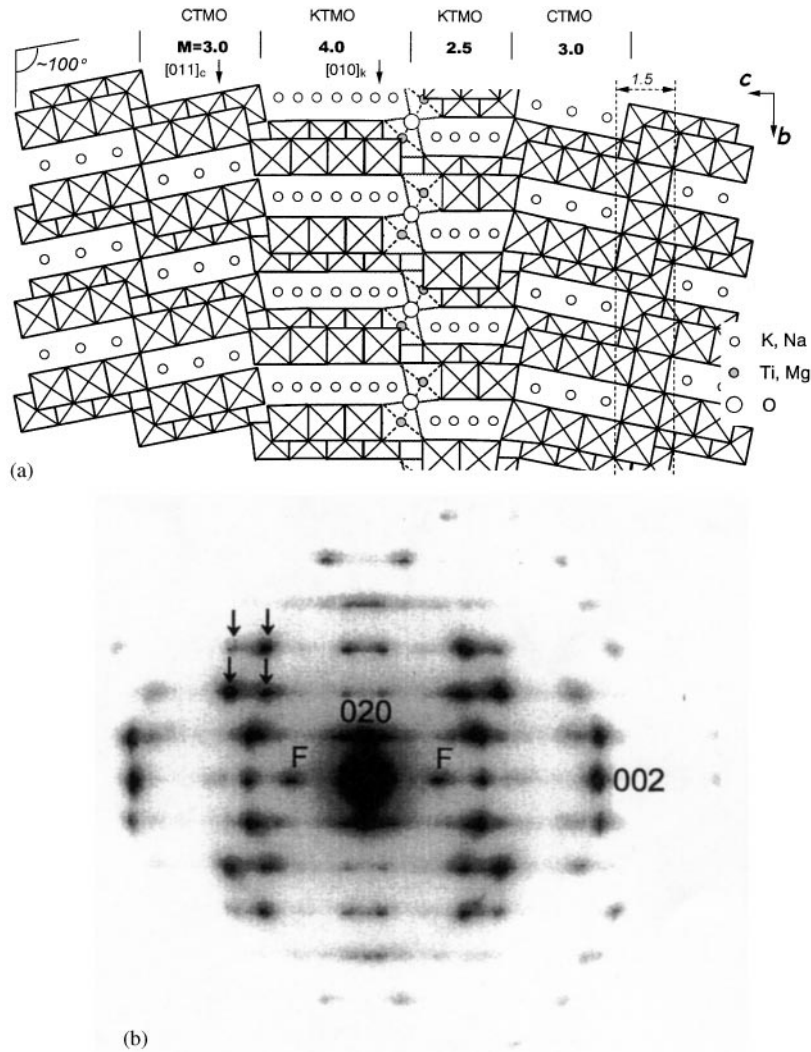 CTMO KTMO KTMO CTMO
M=3.0 4.0 2.5 3.0
[011]c [010]k 1.5
~100° c
b
K, Na
Ti, Mg
O
(a)
020
F F
002
(b)